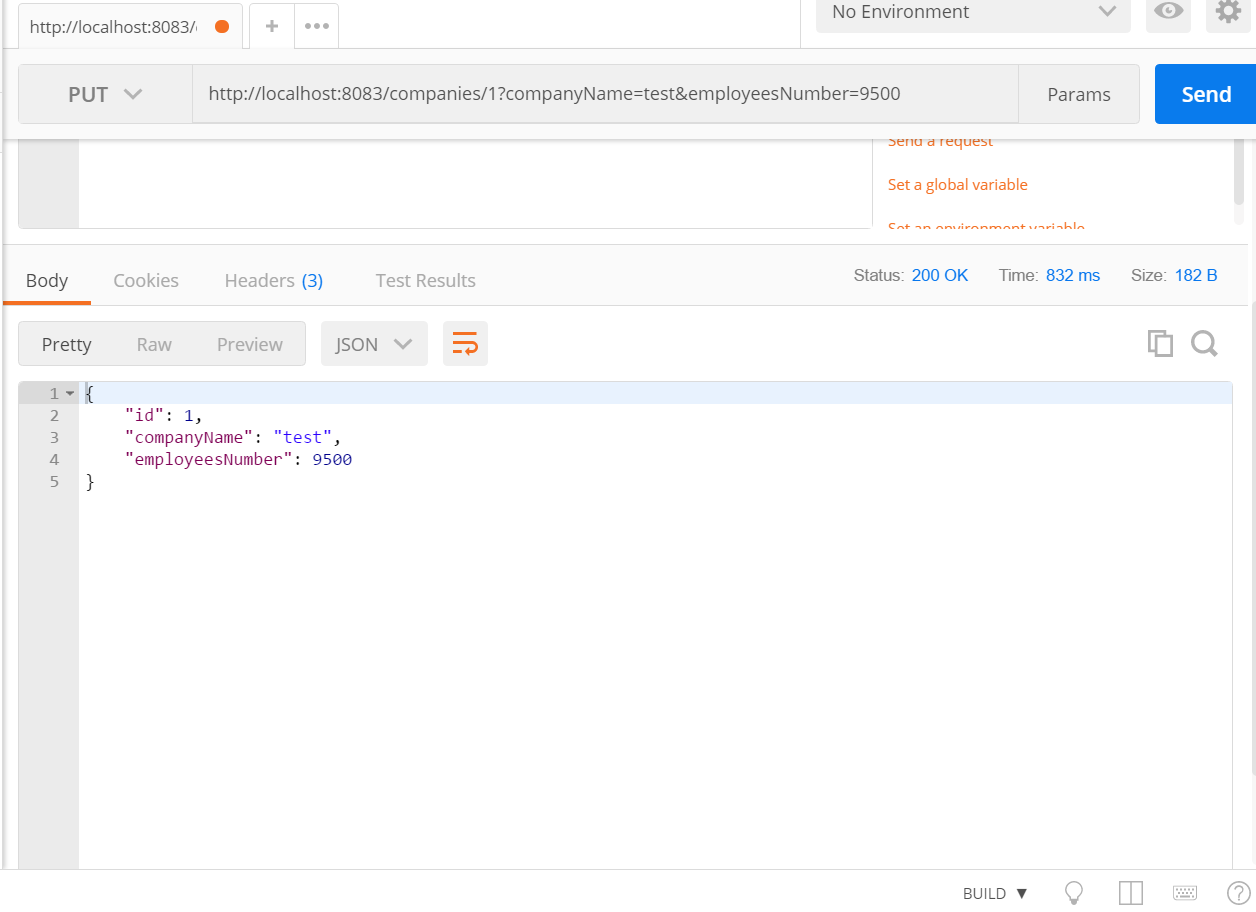 http://localhost:8083/
No Environment
PUT
http://localhost:8083/companies/1?companyName=test&employeesNumber=9500
Params
Send
Send a request
Set a global variable
Set an environment variable
Body
Cookies
Headers (3)
Test Results
Status: 200 OK
Time: 832 ms
Size: 182 B
Pretty
Raw
Preview
JSON
1 {
2 "id": 1,
3 "companyName": "test",
4 "employeesNumber": 9500
5 }
BUILD